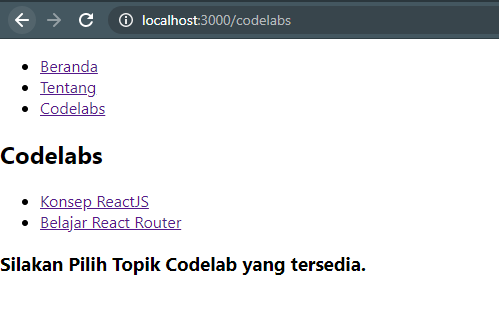 localhost:3000/codelabs
Beranda
Tentang
Codelabs
Codelabs
Konsep ReactJS
Belajar React Router
Silakan Pilih Topik Codelab yang tersedia.